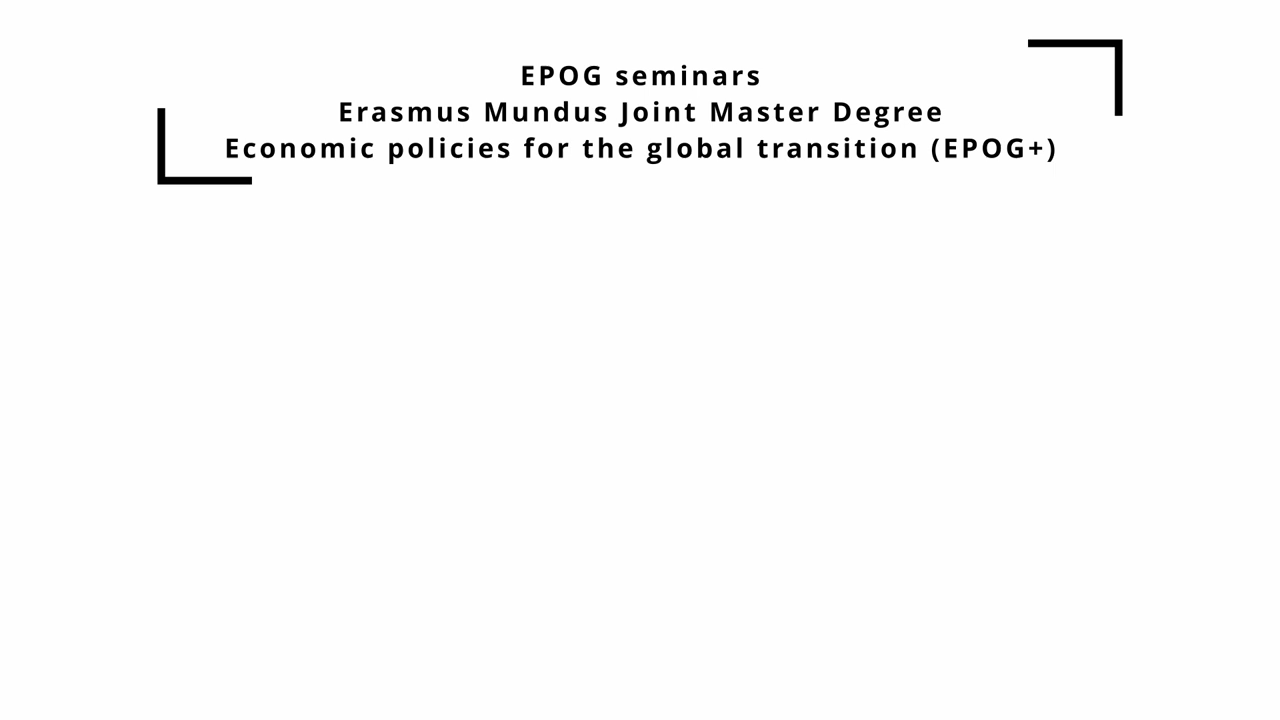 EPOG seminars
Erasmus Mundus Joint Master Degree
Economic policies for the global transition (EPOG+)